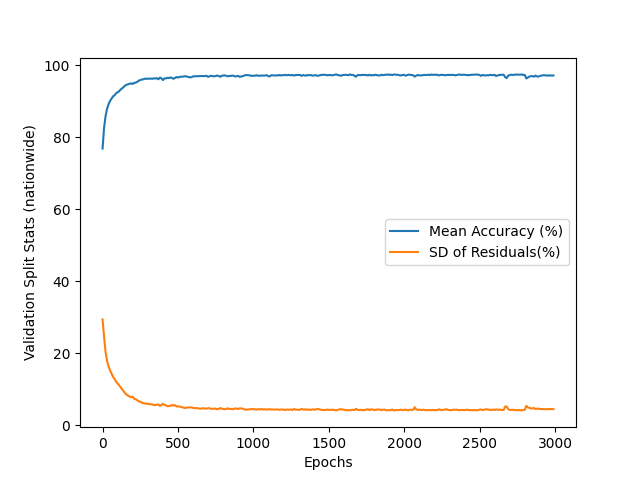 100
80
60
40
20
0
Validation Split Stats (nationwide)
Mean Accuracy (%)
SD of Residuals(%)
0 500 1000 1500 2000 2500 3000
Epochs